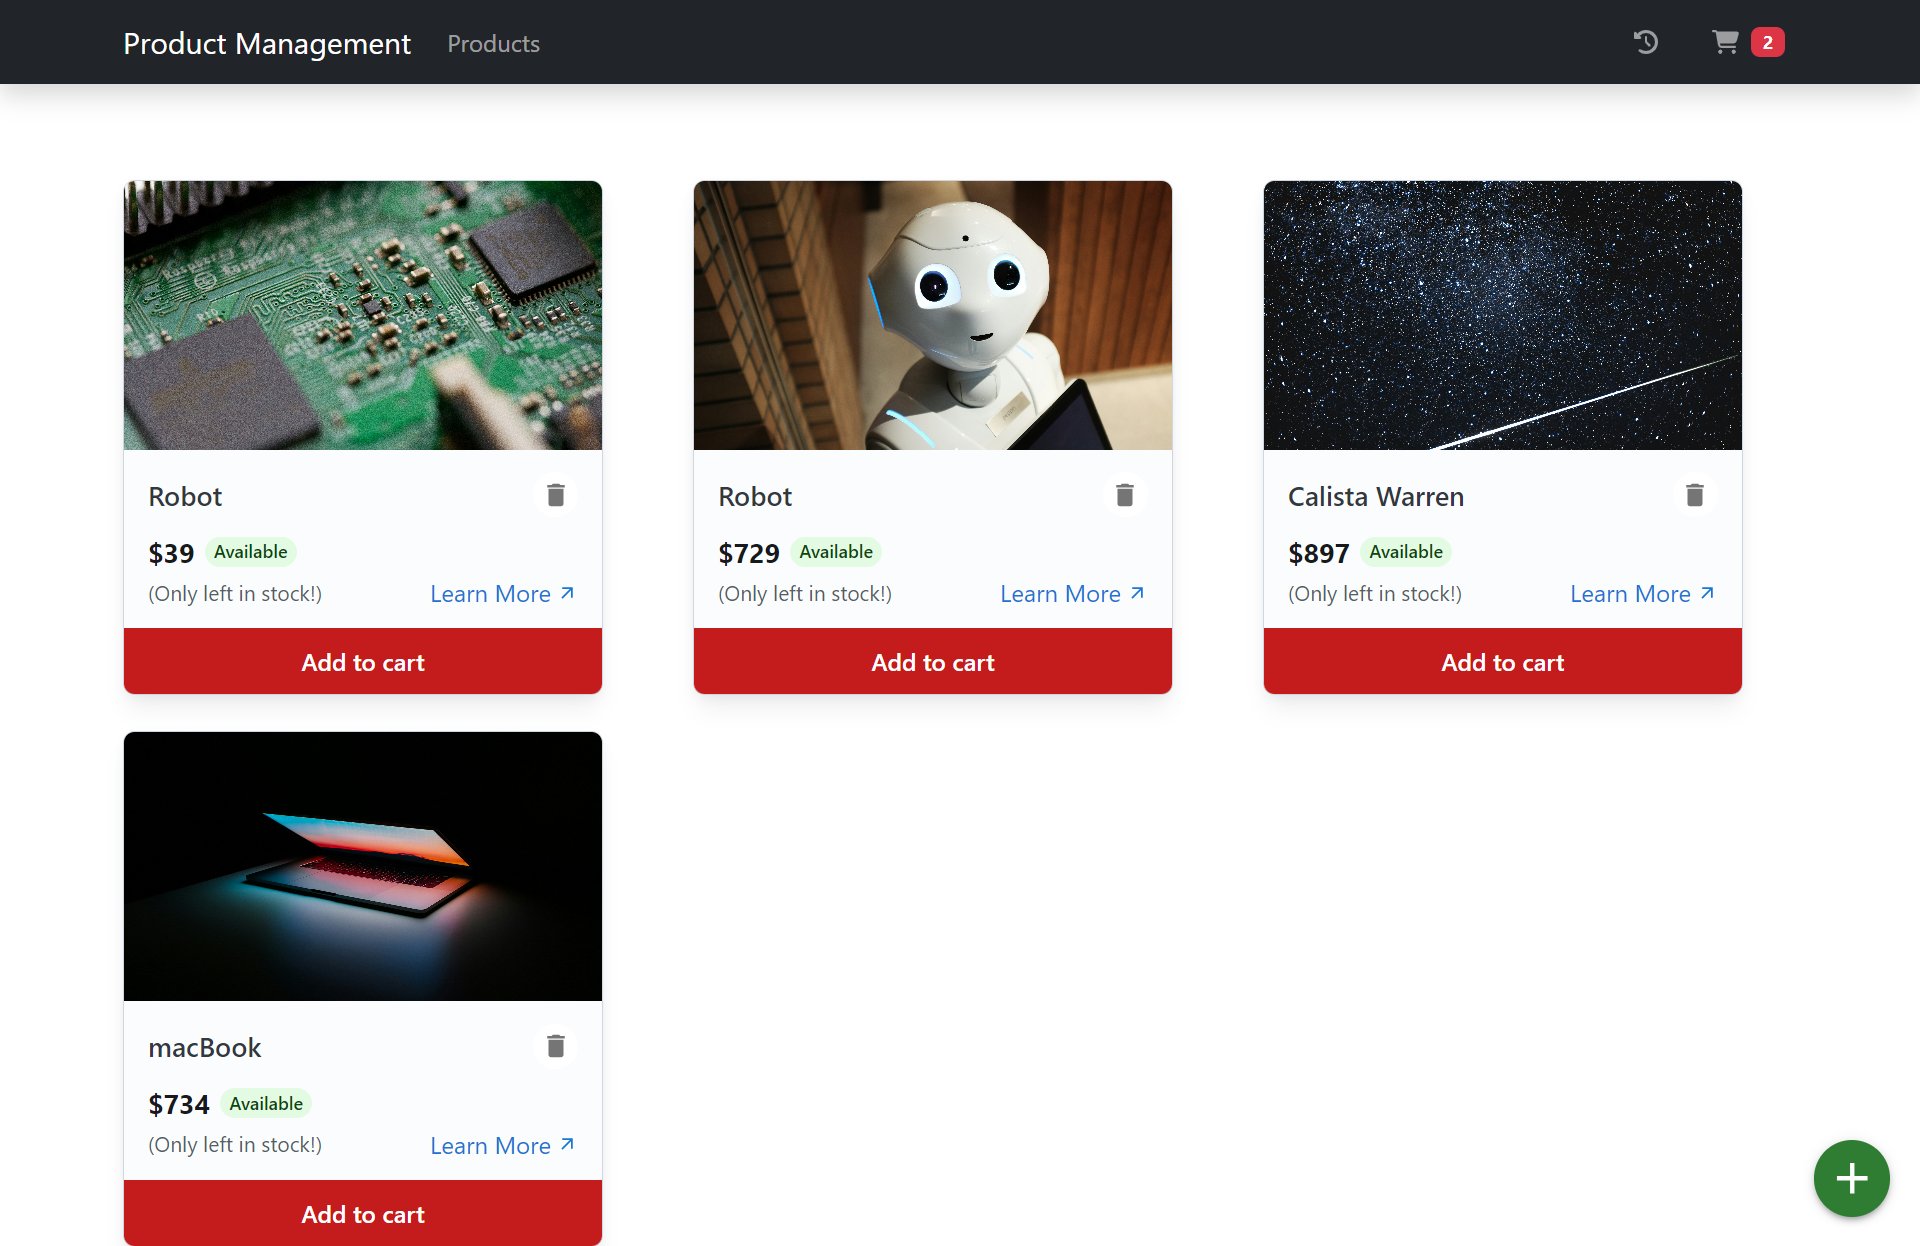 Product Management
Products
2
Robot
$39 Available
(Only left in stock!)
Learn More
Add to cart
Robot
$729 Available
(Only left in stock!)
Learn More
Add to cart
Calista Warren
$897 Available
(Only left in stock!)
Learn More
Add to cart
macBook
$734 Available
(Only left in stock!)
Learn More
Add to cart